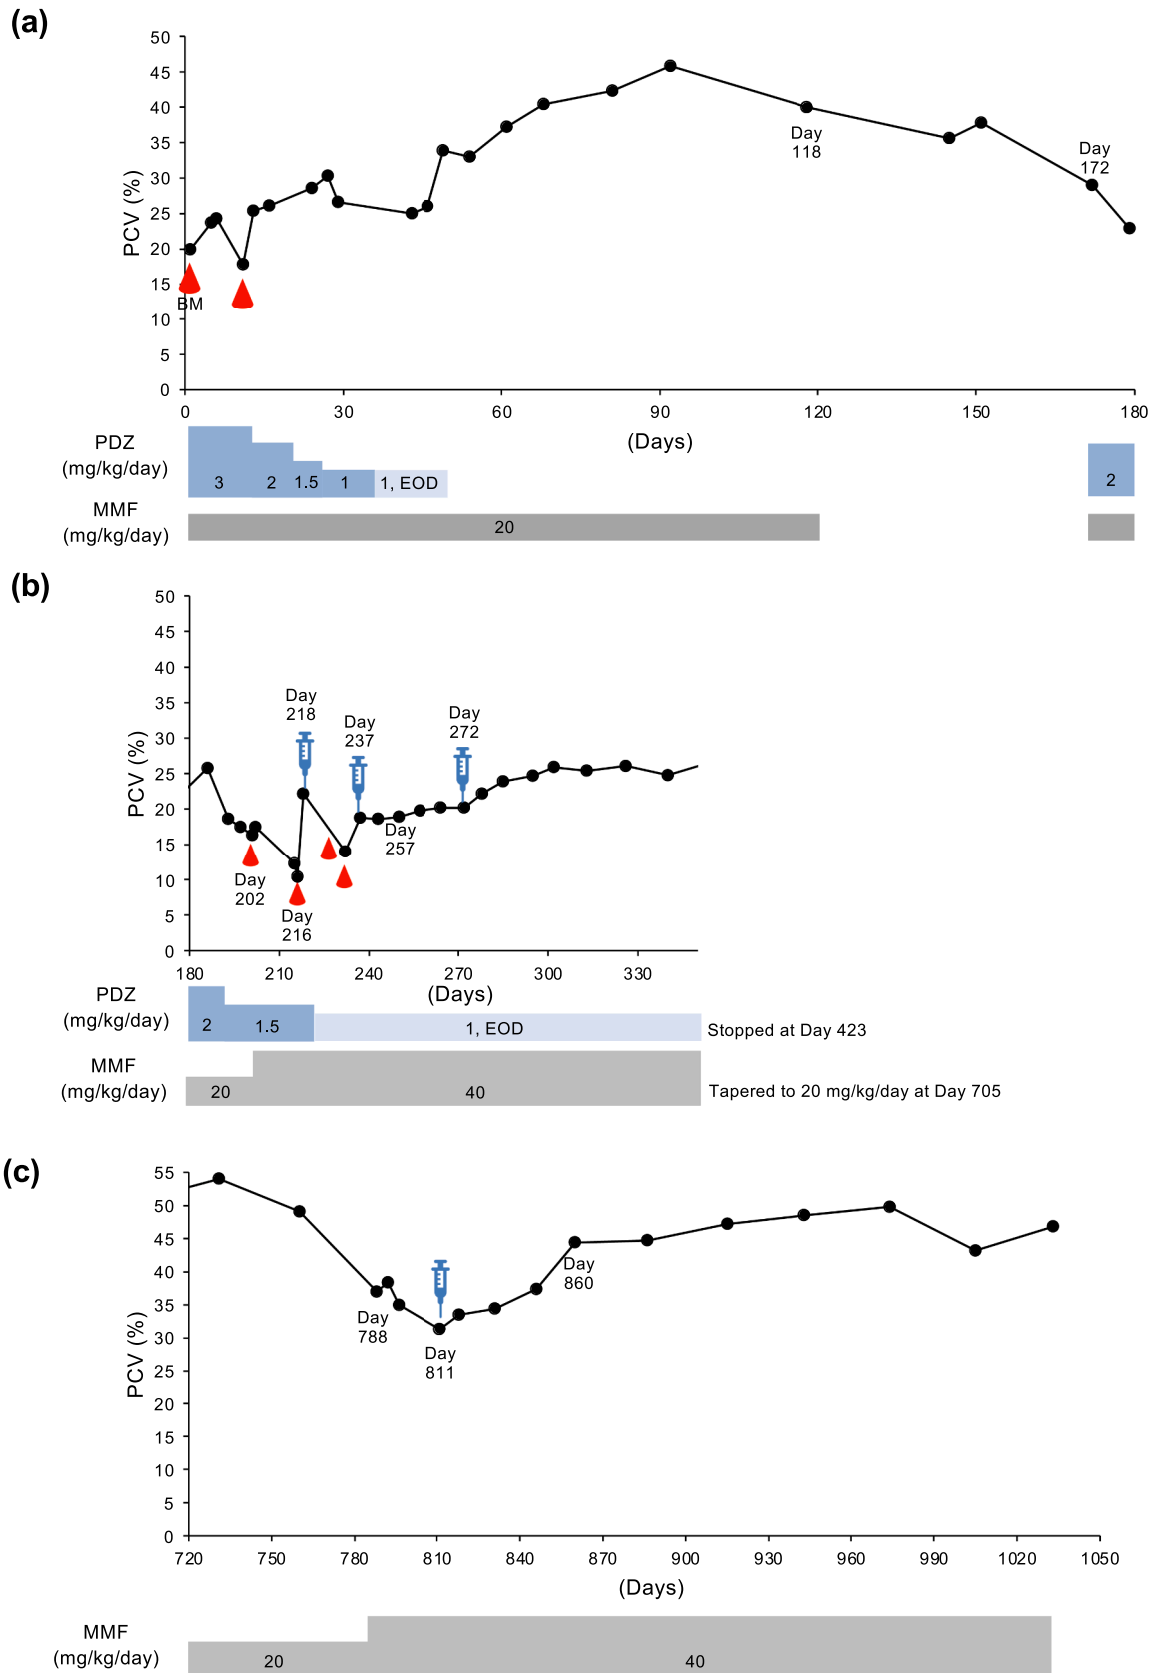 (a)
50
45
40
35
30
25
20
15
10
5
0
PCV (%)
BM
Day
118
Day
172
0 30 60 90 120 150 180
(Days)
PDZ
(mg/kg/day)
3 2 1.5 1 1, EOD 2
MMF
(mg/kg/day)
20
(b)
50
45
40
35
30
25
20
15
10
5
0
PCV (%)
Day
218
Day
237
Day
272
Day
257
Day
202
Day
216
180 210 240 270 300 330
(Days)
PDZ
(mg/kg/day)
2 1.5 1, EOD
Stopped at Day 423
MMF
(mg/kg/day)
20 40
Tapered to 20 mg/kg/day at Day 705
(c)
55
50
45
40
35
30
25
20
15
10
5
0
PCV (%)
Day
788
Day
811
Day
860
720 750 780 810 840 870 900 930 960 990 1020 1050
(Days)
MMF
(mg/kg/day)
20 40